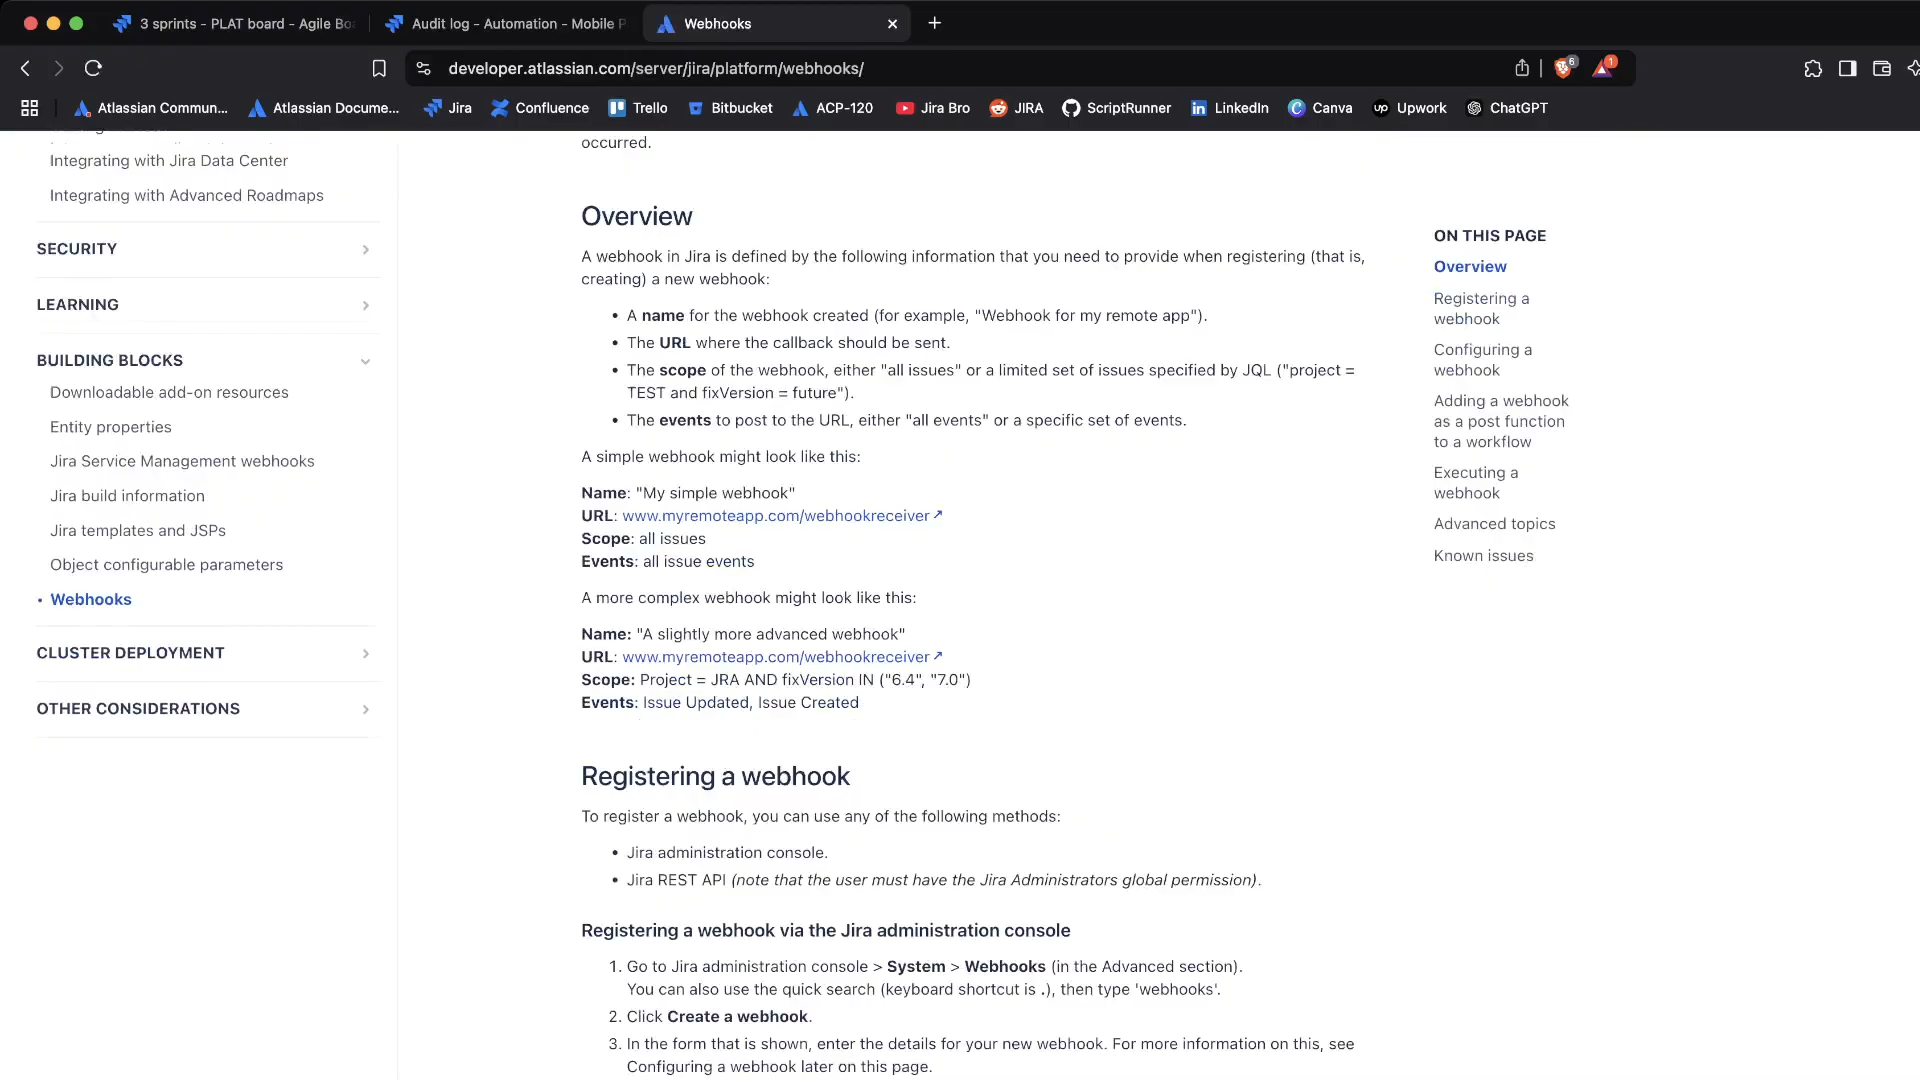 3 sprints - PLAT board - Agile Boa
Audit log - Automation - Mobile P
Webhooks
developer.atlassian.com/server/jira/platform/webhooks/
6
1
Atlassian Commun...
Atlassian Docume...
Jira
Confluence
Trello
Bitbucket
ACP-120
Jira Bro
JIRA
ScriptRunner
LinkedIn
Canva
Upwork
ChatGPT
Integrating with Jira Data Center
Integrating with Advanced Roadmaps
SECURITY
LEARNING
BUILDING BLOCKS
Downloadable add-on resources
Entity properties
Jira Service Management webhooks
Jira build information
Jira templates and JSPs
Object configurable parameters
• Webhooks
CLUSTER DEPLOYMENT
OTHER CONSIDERATIONS
occurred.
Overview
A webhook in Jira is defined by the following information that you need to provide when registering (that is,
creating) a new webhook:
• A name for the webhook created (for example, "Webhook for my remote app").
• The URL where the callback should be sent.
• The scope of the webhook, either "all issues" or a limited set of issues specified by JQL ("project =
TEST and fixVersion = future").
• The events to post to the URL, either "all events" or a specific set of events.
A simple webhook might look like this:
Name: "My simple webhook"
URL: www.myremoteapp.com/webhookreceiver↗
Scope: all issues
Events: all issue events
A more complex webhook might look like this:
Name: "A slightly more advanced webhook"
URL: www.myremoteapp.com/webhookreceiver↗
Scope: Project = JRA AND fixVersion IN ("6.4", "7.0")
Events: Issue Updated, Issue Created
Registering a webhook
To register a webhook, you can use any of the following methods:
• Jira administration console.
• Jira REST API (note that the user must have the Jira Administrators global permission).
Registering a webhook via the Jira administration console
1. Go to Jira administration console > System > Webhooks (in the Advanced section).
You can also use the quick search (keyboard shortcut is .), then type 'webhooks'.
2. Click Create a webhook.
3. In the form that is shown, enter the details for your new webhook. For more information on this, see
Configuring a webhook later on this page.
ON THIS PAGE
Overview
Registering a
webhook
Configuring a
webhook
Adding a webhook
as a post function
to a workflow
Executing a
webhook
Advanced topics
Known issues